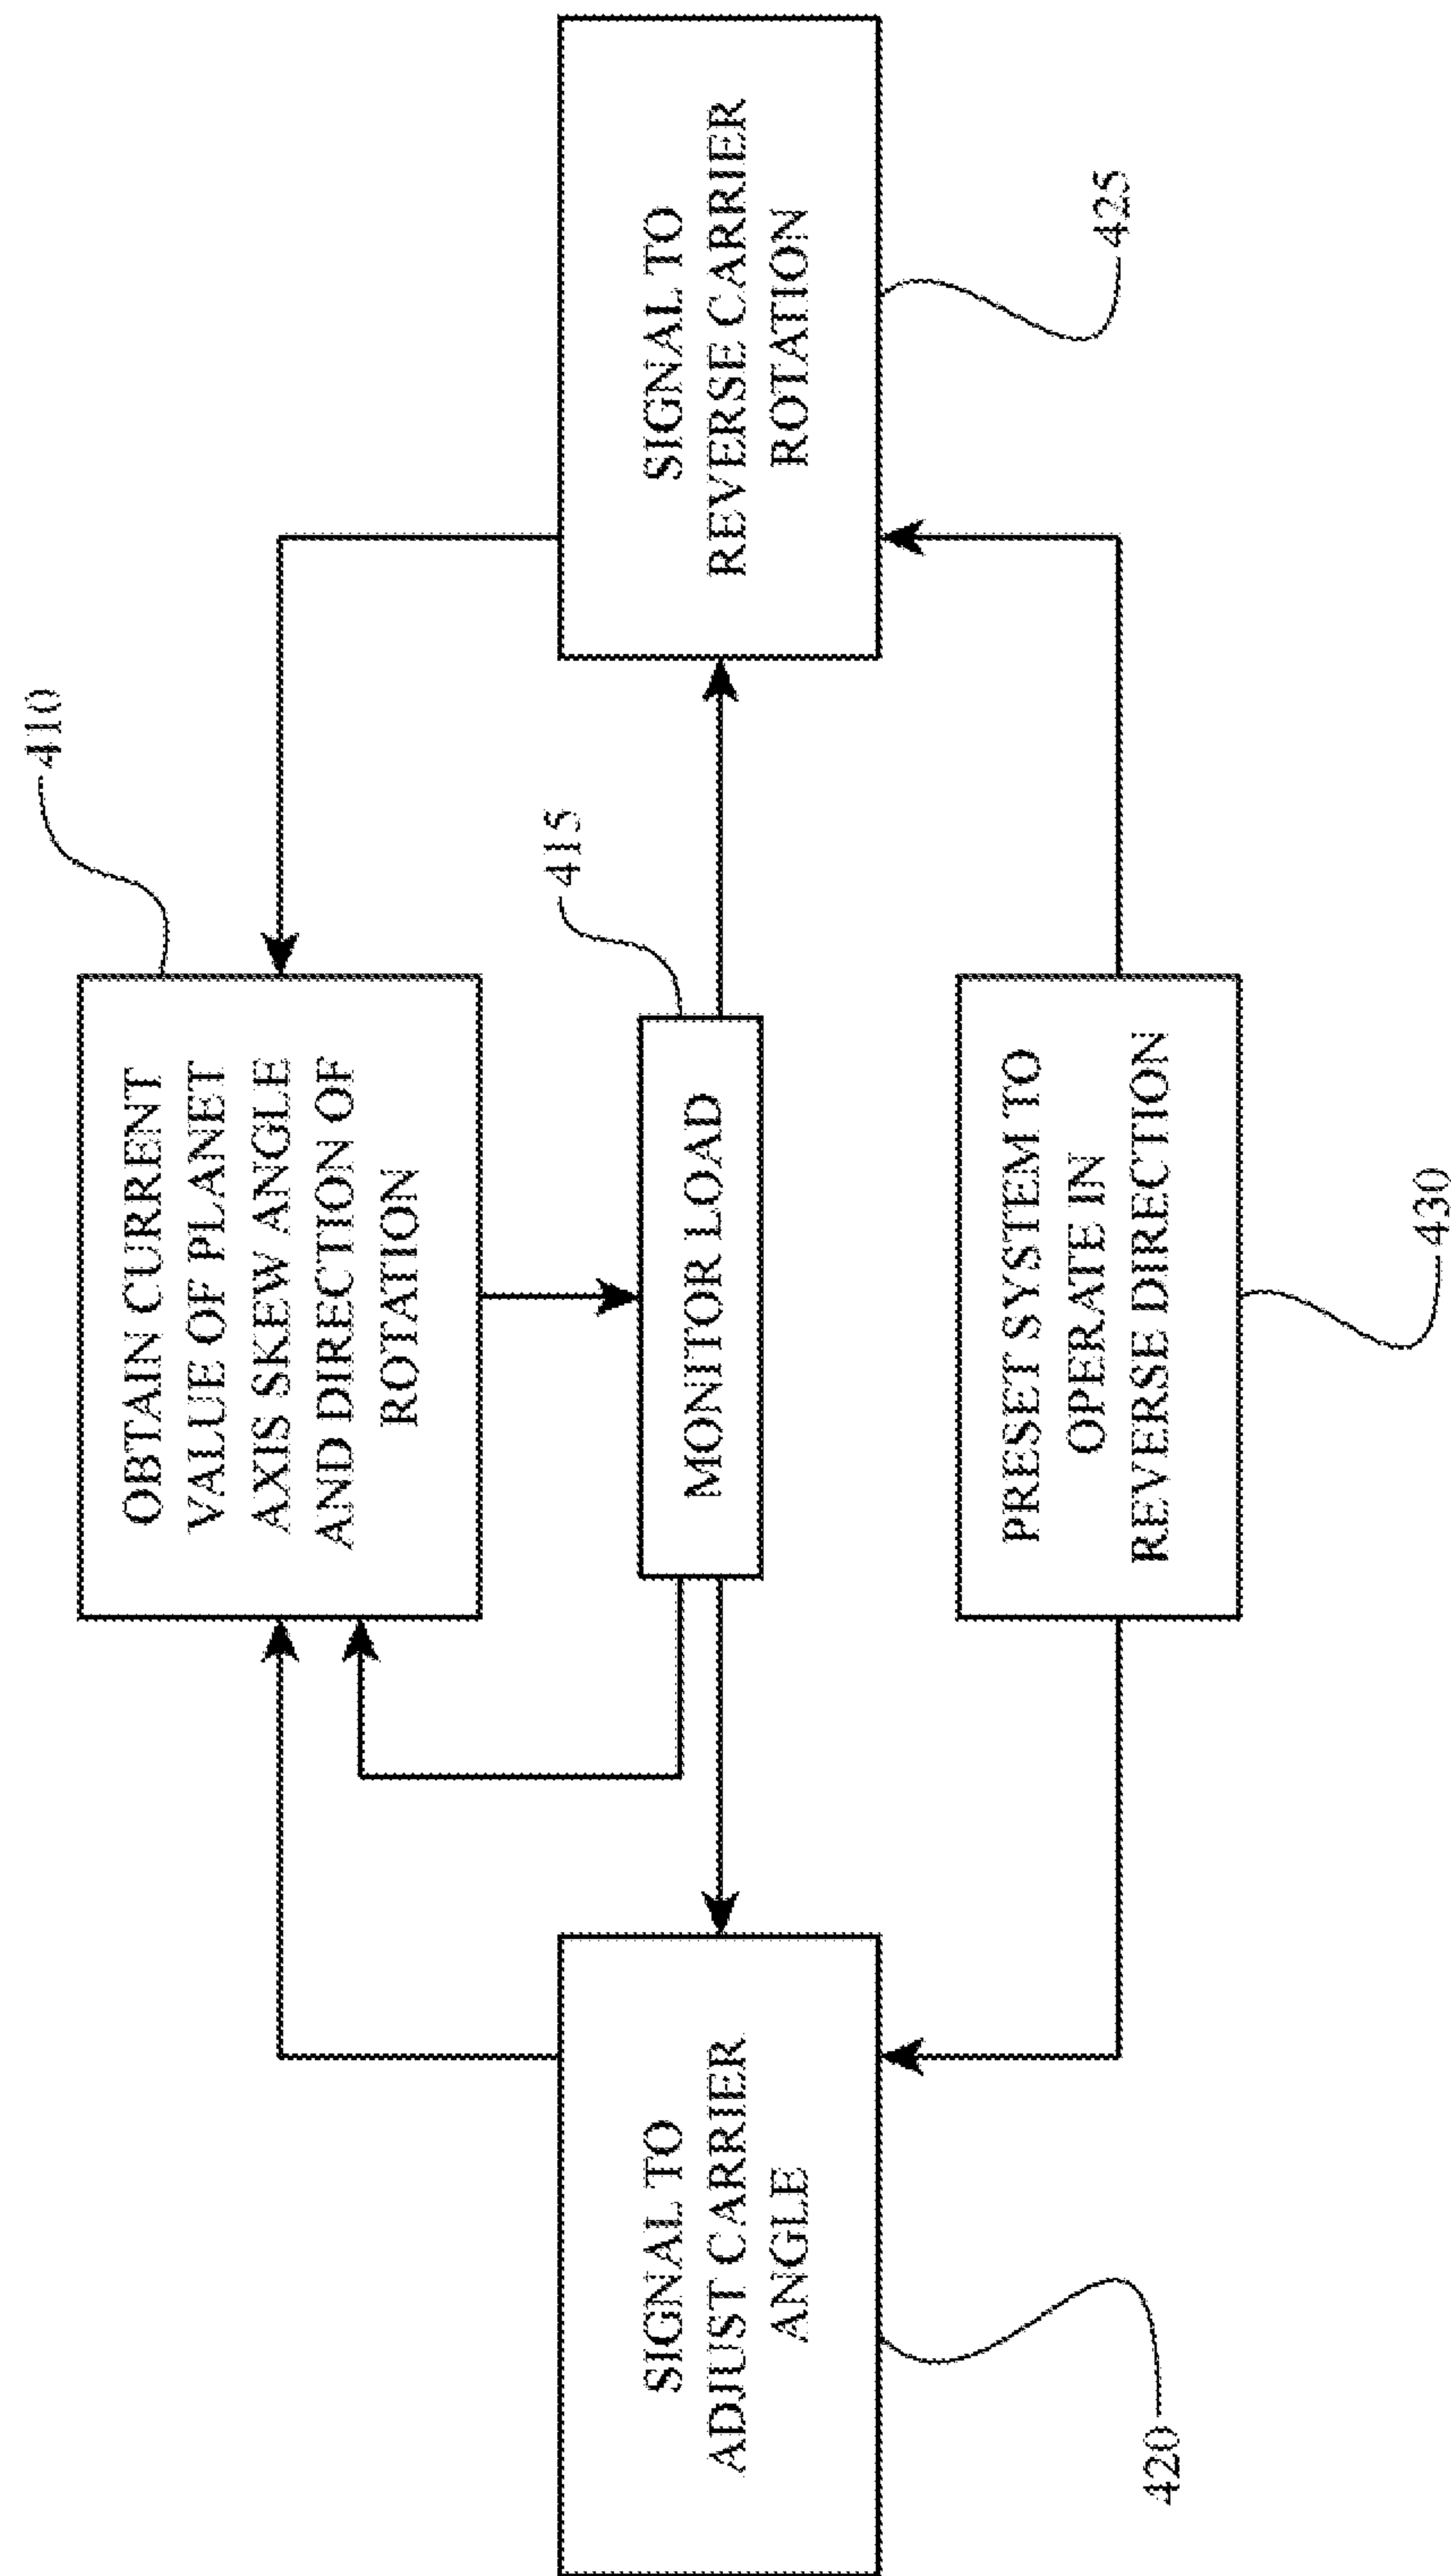 410
OBTAIN CURRENT
VALUE OF PLANET
AXIS SKEW ANGLE
AND DIRECTION OF
ROTATION
415
MONITOR LOAD
SIGNAL TO
ADJUST CARRIER
ANGLE
420
SIGNAL TO
REVERSE CARRIER
ROTATION
425
PRESET SYSTEM TO
OPERATE IN
REVERSE DIRECTION
430